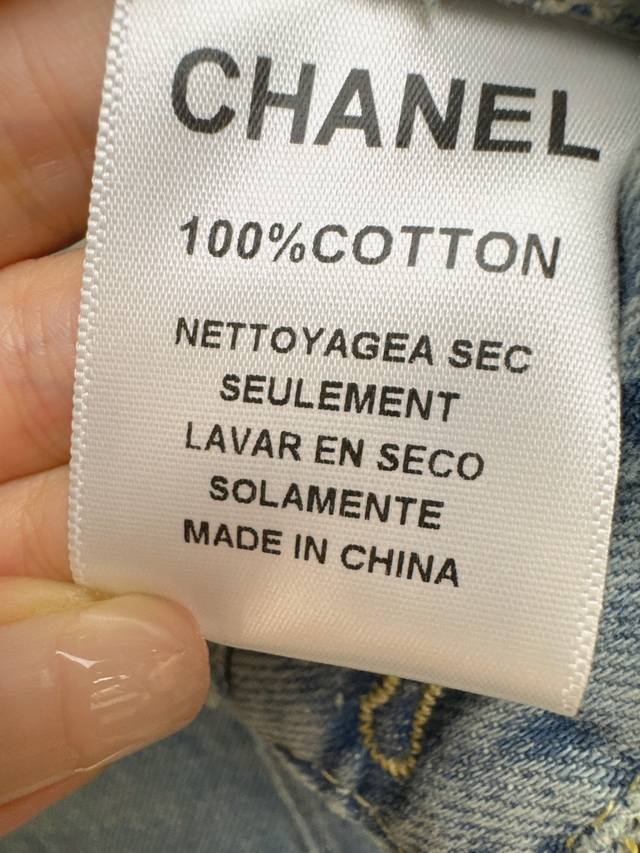 CHANEL
100%COTTON
NETTOYAGEA SEC
SEULEMENT
LAVAR EN SECO
SOLAMENTE
MADE IN CHINA